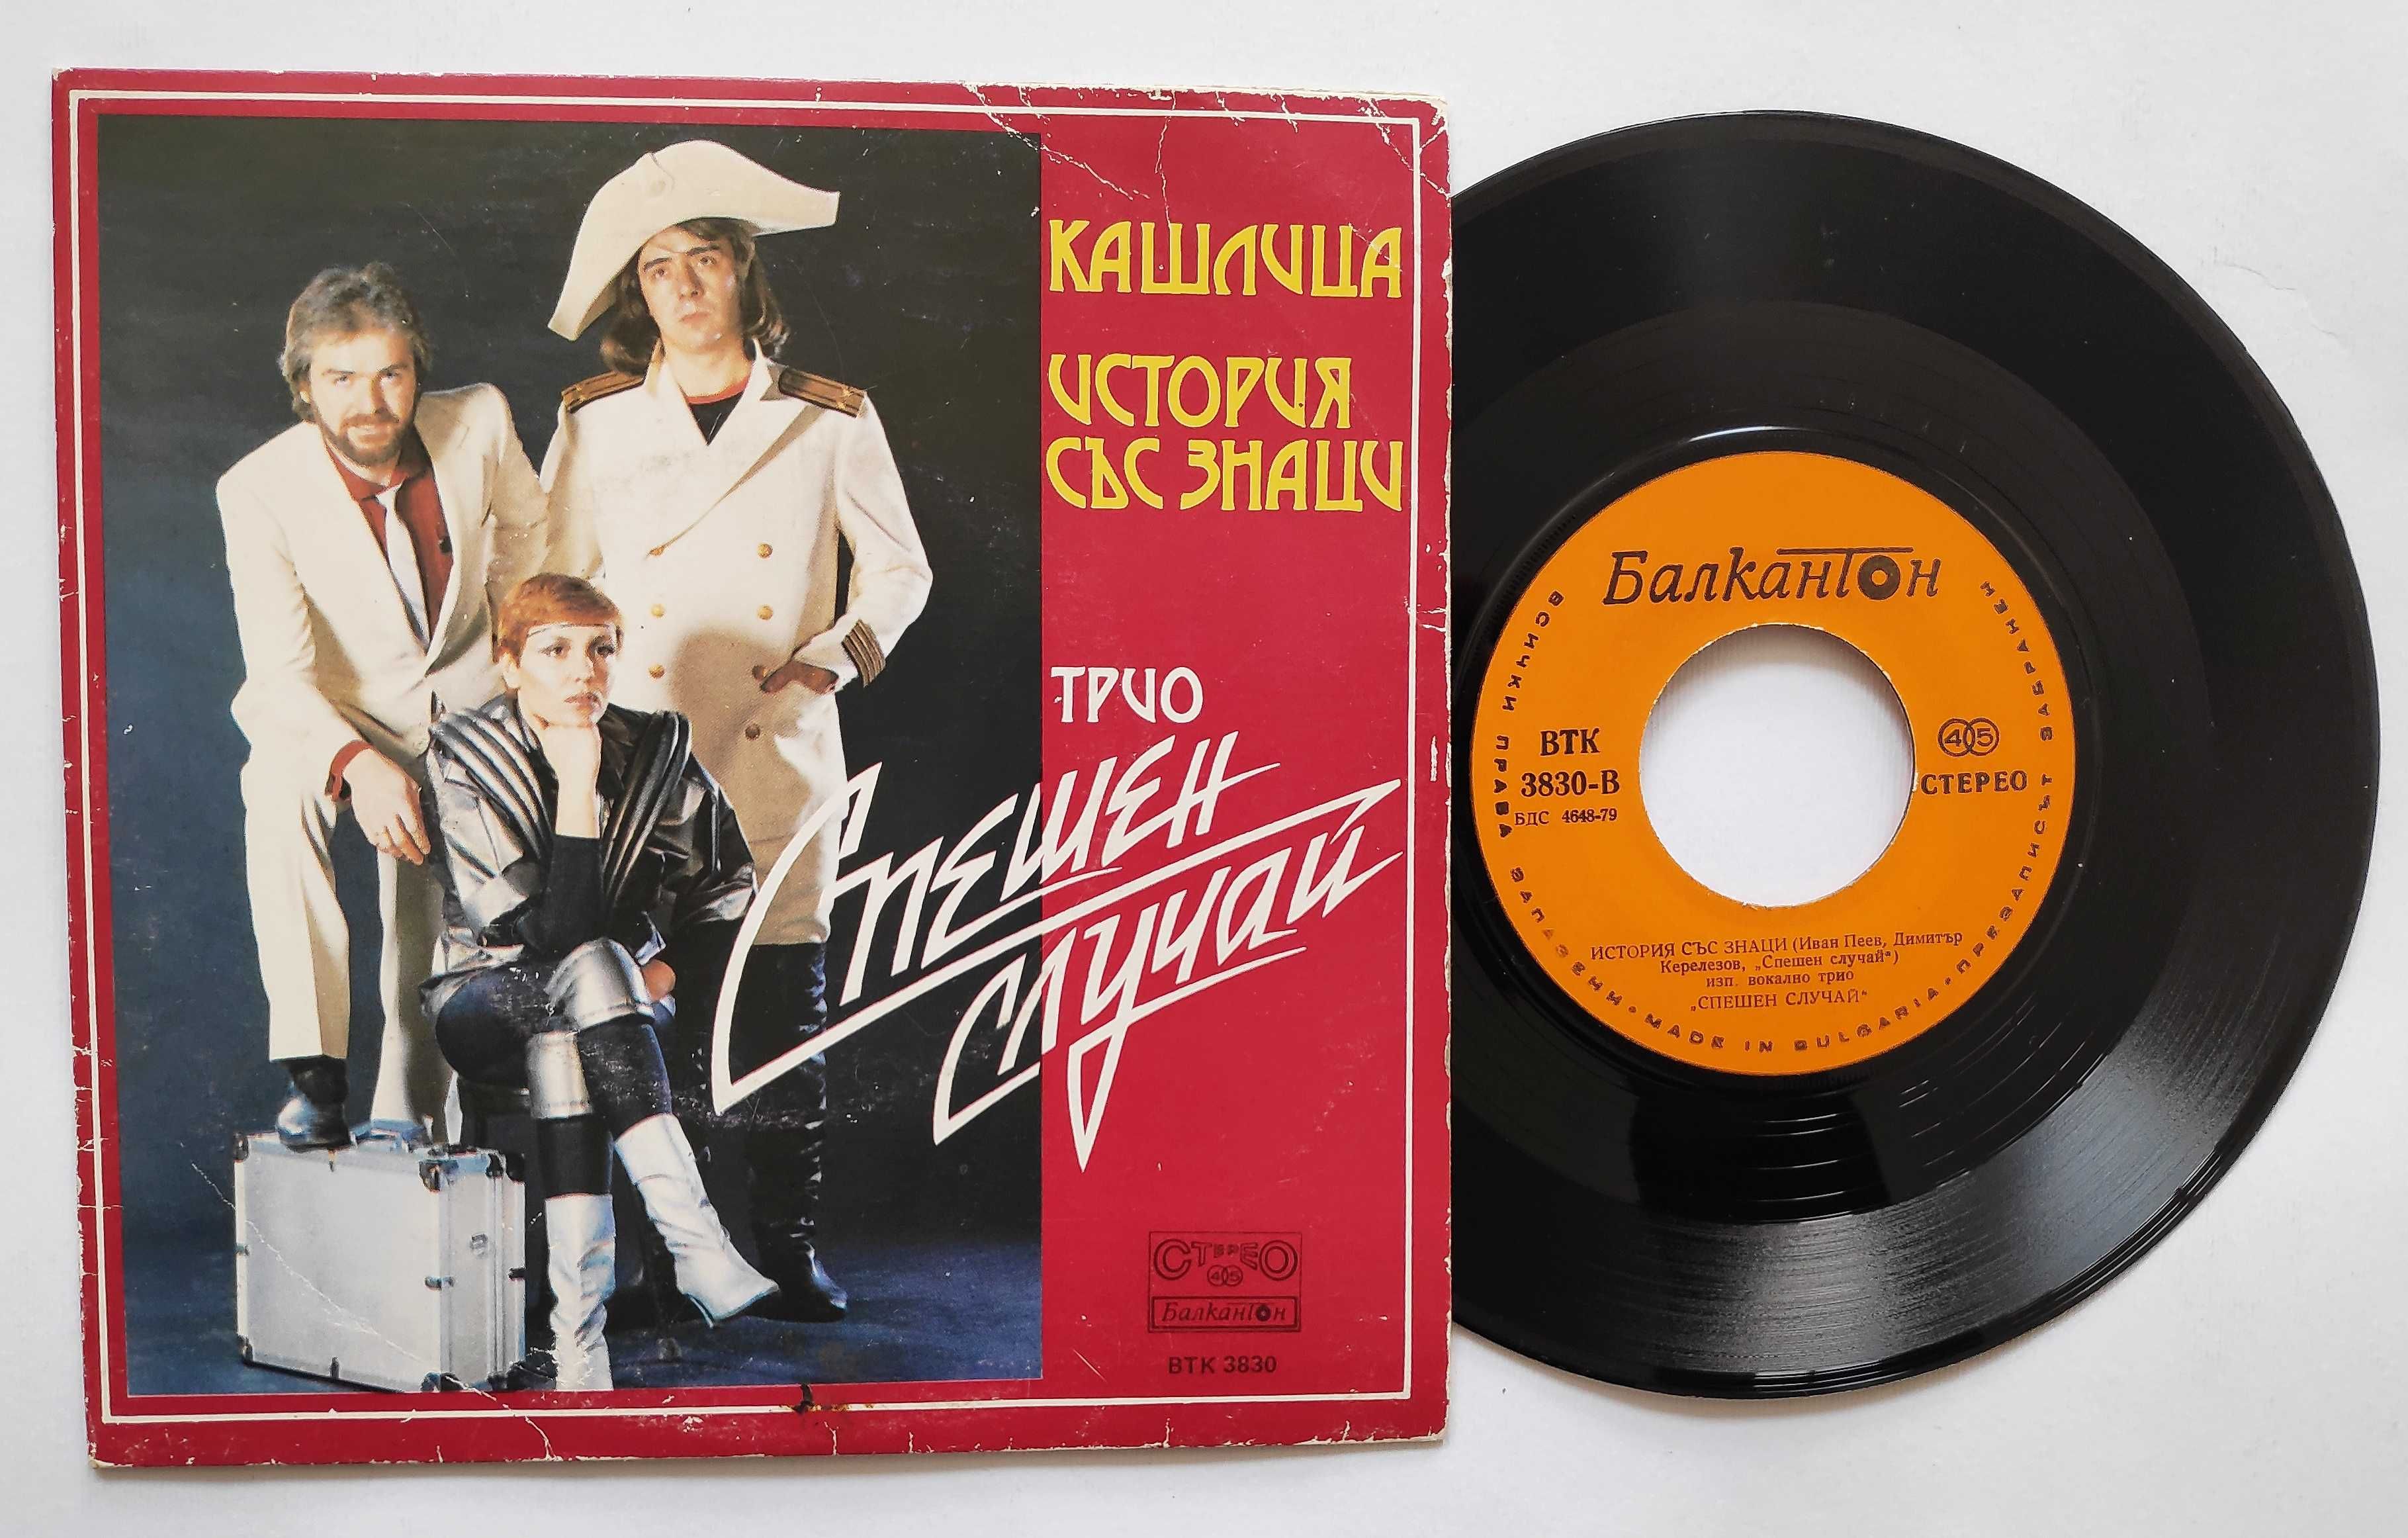 КАШЛИЦА
ИСТОРИЯ
СЪС ЗНАЦИ
ТРИО
СПЕШЕН
СЛУЧАЙ
СТЕРЕО
45
Балкантон
ВТК 3830
Балкантон
ВТК
3830-В
БДС 4648-79
45
СТЕРЕО
ИСТОРИЯ СЪС ЗНАЦИ (Иван Пеев, Димитър
Керелезов, „Спешен случай“)
изп. вокално трио
„СПЕШЕН СЛУЧАЙ“
ВСИЧКИ ПРАВА ЗАПАЗЕНИ • MADE IN BULGARIA • ПРЕЗАПИСЪТ ЗАБРАНЕН